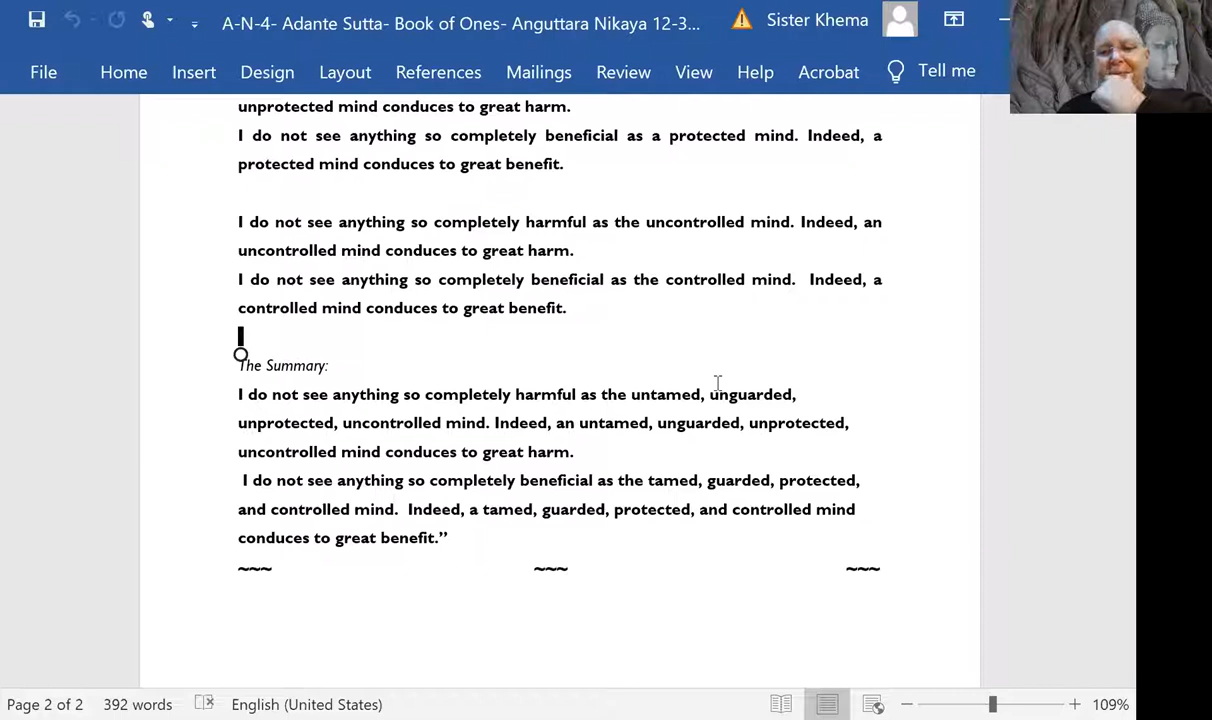 A-N-4- Adante Sutta- Book of Ones- Anguttara Nikaya 12-3...
Sister Khema
File Home Insert Design Layout References Mailings Review View Help Acrobat Tell me
unprotected mind conduces to great harm.
I do not see anything so completely beneficial as a protected mind. Indeed, a
protected mind conduces to great benefit.
I do not see anything so completely harmful as the uncontrolled mind. Indeed, an
uncontrolled mind conduces to great harm.
I do not see anything so completely beneficial as the controlled mind.  Indeed, a
controlled mind conduces to great benefit.
The Summary:
I do not see anything so completely harmful as the untamed, unguarded,
unprotected, uncontrolled mind. Indeed, an untamed, unguarded, unprotected,
uncontrolled mind conduces to great harm.
I do not see anything so completely beneficial as the tamed, guarded, protected,
and controlled mind.  Indeed, a tamed, guarded, protected, and controlled mind
conduces to great benefit.”
~~~ ~~~ ~~~
Page 2 of 2 392 words English (United States) 109%